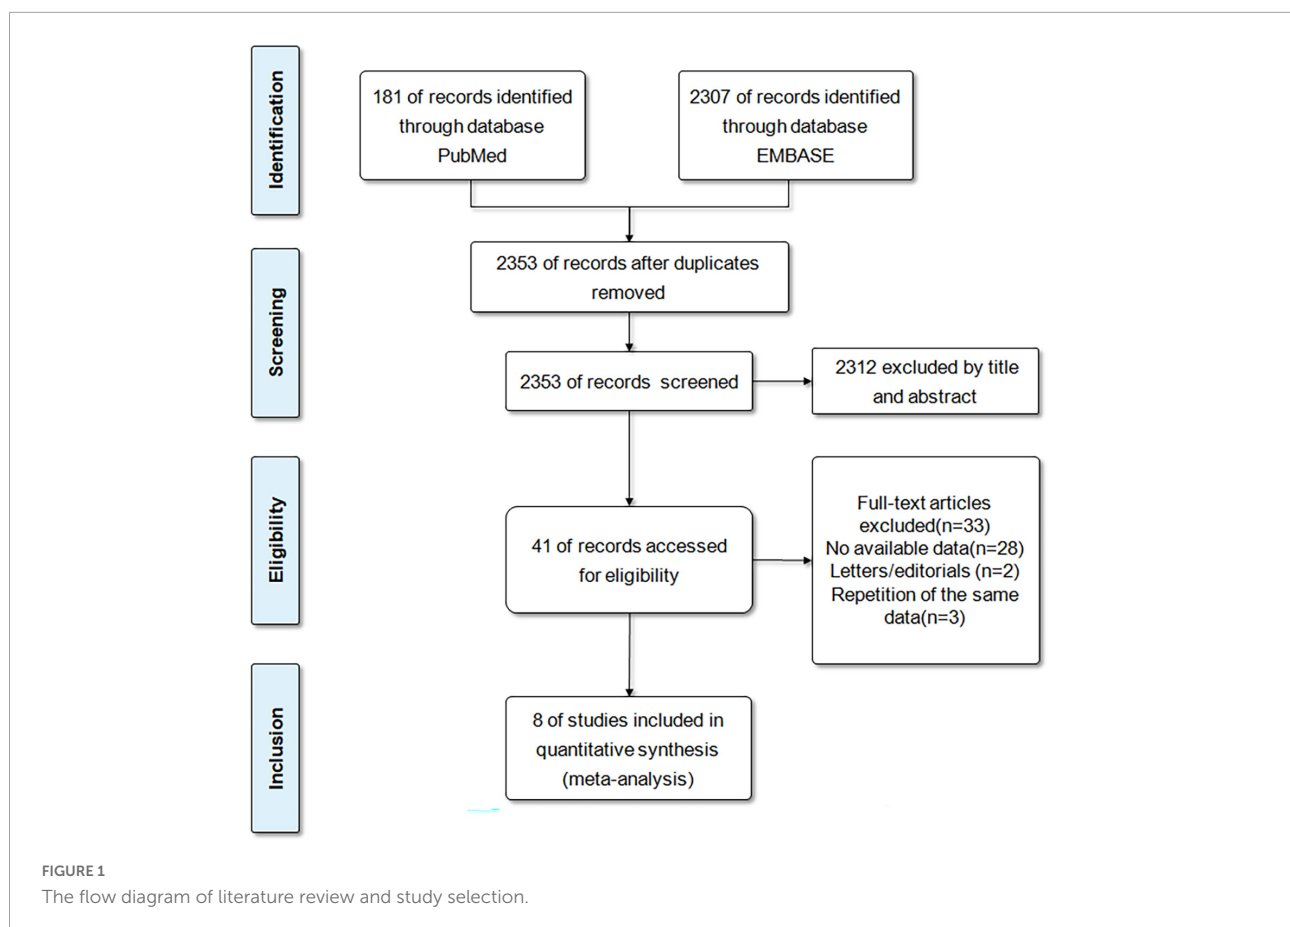 Identification
181 of records identified
through database
PubMed
2307 of records identified
through database
EMBASE
Screening
2353 of records after duplicates
removed
2353 of records screened
2312 excluded by title
and abstract
Eligibility
41 of records accessed
for eligibility
Full-text articles
excluded(n=33)
No available data(n=28)
Letters/editorials (n=2)
Repetition of the same
data(n=3)
Inclusion
8 of studies included in
quantitative synthesis
(meta-analysis)
FIGURE 1
The flow diagram of literature review and study selection.